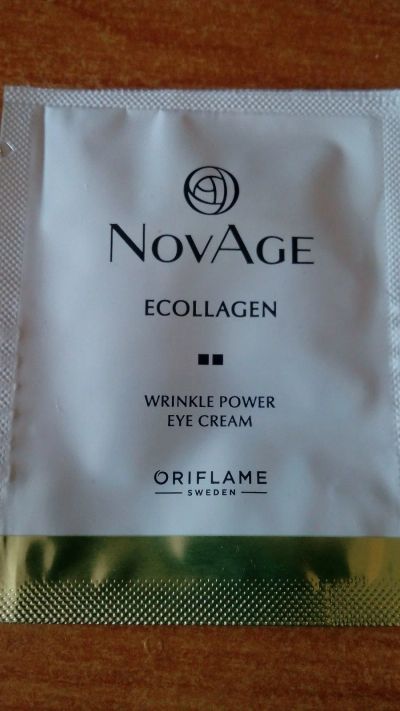 NOVAGE
ECOLLAGEN
WRINKLE POWER
EYE CREAM
ORIFLAME
SWEDEN